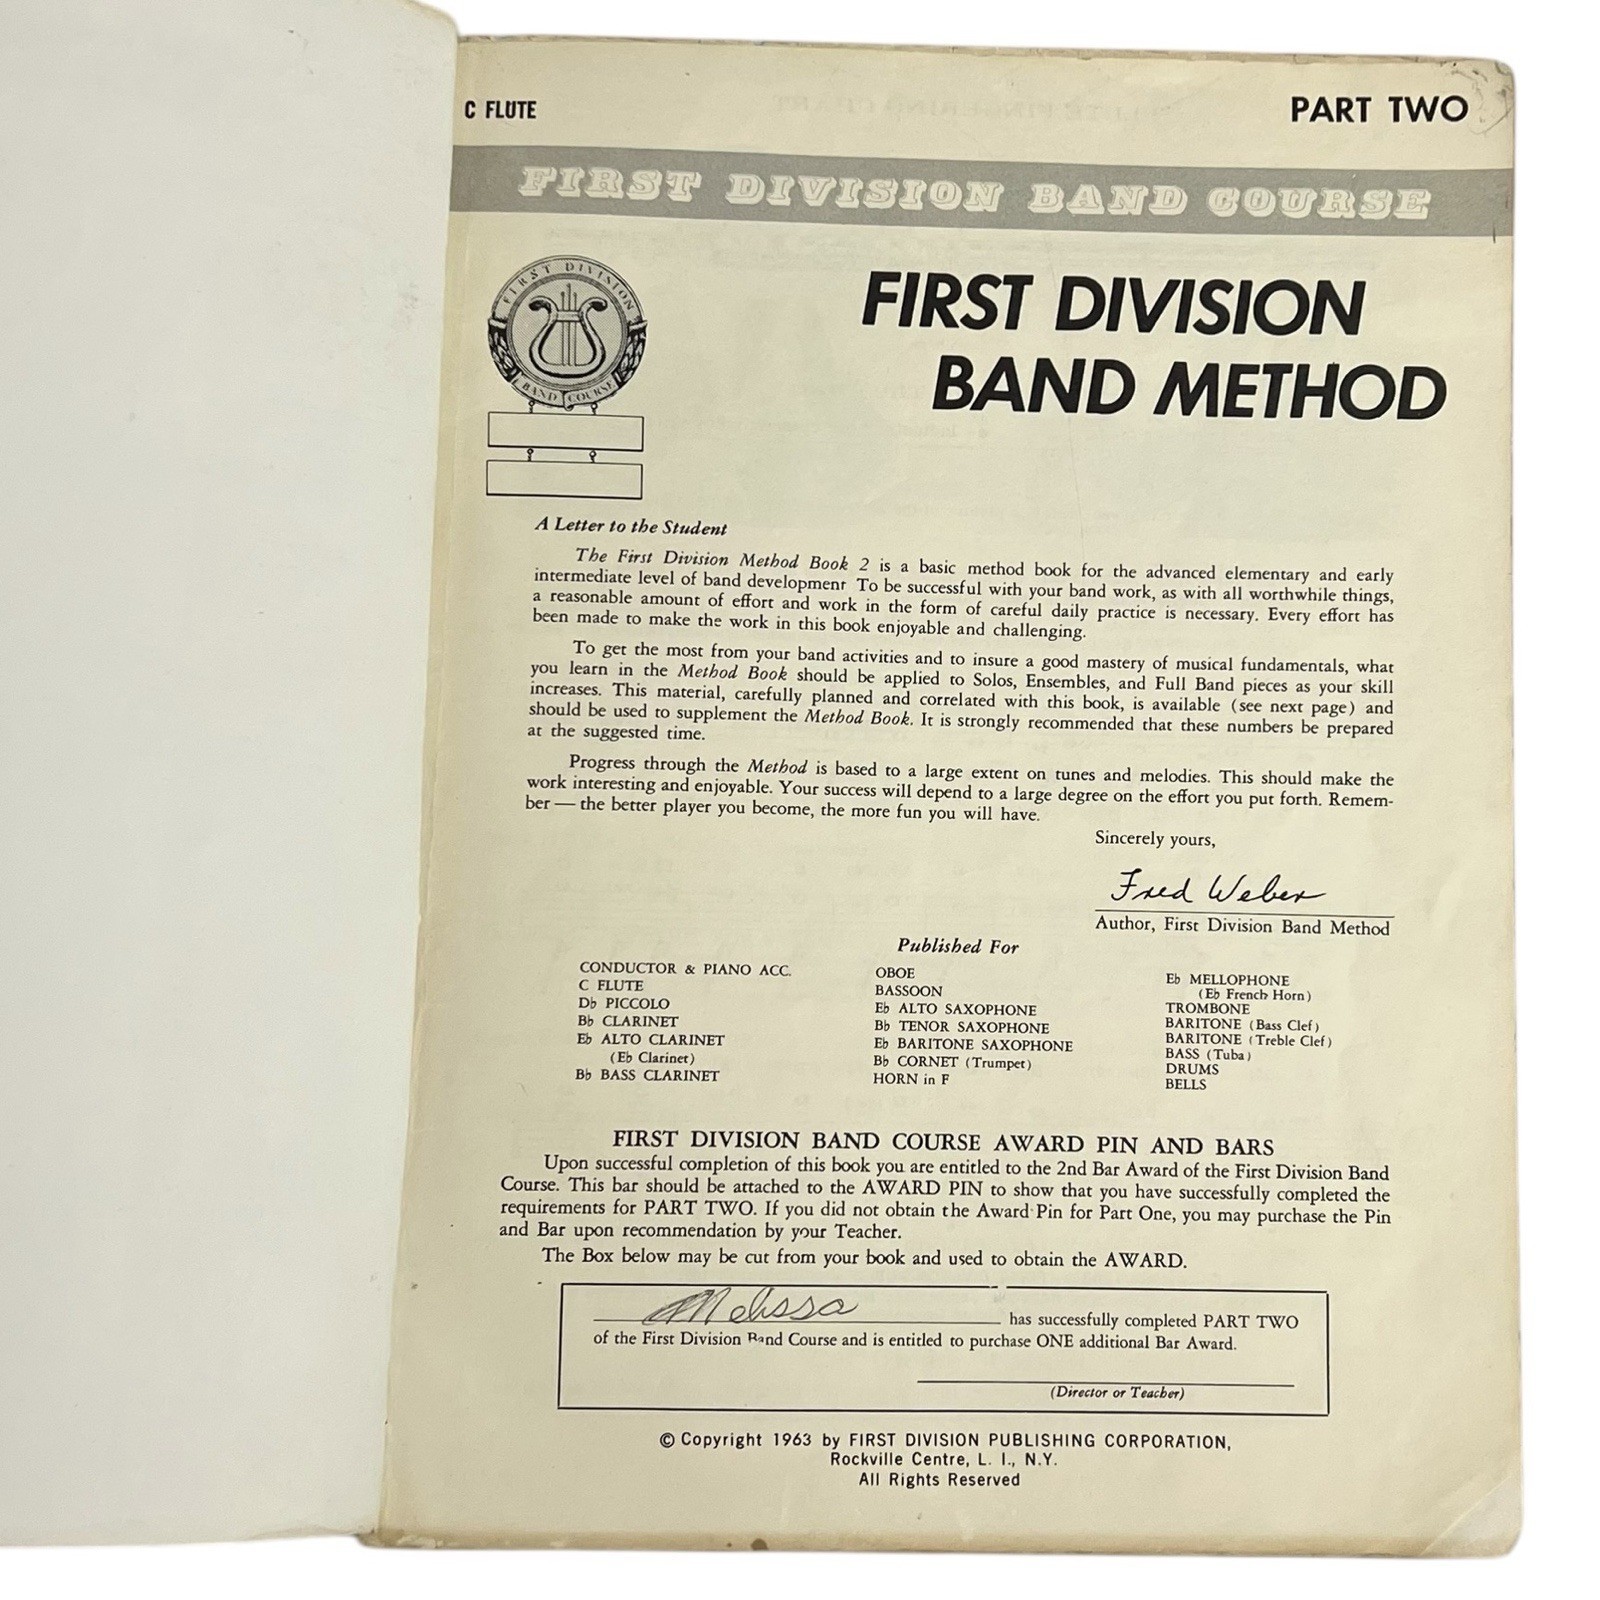 C FLUTE
PART TWO
FIRST DIVISION BAND COURSE
FIRST DIVISION
BAND COURSE
FIRST DIVISION
BAND METHOD
A Letter to the Student
The First Division Method Book 2 is a basic method book for the advanced elementary and early
intermediate level of band development To be successful with your band work, as with all worthwhile things,
a reasonable amount of effort and work in the form of careful daily practice is necessary. Every effort has
been made to make the work in this book enjoyable and challenging.
To get the most from your band activities and to insure a good mastery of musical fundamentals, what
you learn in the Method Book should be applied to Solos, Ensembles, and Full Band pieces as your skill
increases. This material, carefully planned and correlated with this book, is available (see next page) and
should be used to supplement the Method Book. It is strongly recommended that these numbers be prepared
at the suggested time.
Progress through the Method is based to a large extent on tunes and melodies. This should make the
work interesting and enjoyable. Your success will depend to a large degree on the effort you put forth. Remem-
ber — the better player you become, the more fun you will have.
Sincerely yours,
Fred Weber
Author, First Division Band Method
Published For
CONDUCTOR & PIANO ACC.
C FLUTE
D♭ PICCOLO
B♭ CLARINET
E♭ ALTO CLARINET
(E♭ Clarinet)
B♭ BASS CLARINET
OBOE
BASSOON
E♭ ALTO SAXOPHONE
B♭ TENOR SAXOPHONE
E♭ BARITONE SAXOPHONE
B♭ CORNET (Trumpet)
HORN in F
E♭ MELLOPHONE
(E♭ French Horn)
TROMBONE
BARITONE (Bass Clef)
BARITONE (Treble Clef)
BASS (Tuba)
DRUMS
BELLS
FIRST DIVISION BAND COURSE AWARD PIN AND BARS
Upon successful completion of this book you are entitled to the 2nd Bar Award of the First Division Band
Course. This bar should be attached to the AWARD PIN to show that you have successfully completed the
requirements for PART TWO. If you did not obtain the Award Pin for Part One, you may purchase the Pin
and Bar upon recommendation by your Teacher.
The Box below may be cut from your book and used to obtain the AWARD.
Melissa has successfully completed PART TWO
of the First Division Band Course and is entitled to purchase ONE additional Bar Award.
(Director or Teacher)
© Copyright 1963 by FIRST DIVISION PUBLISHING CORPORATION,
Rockville Centre, L. I., N.Y.
All Rights Reserved